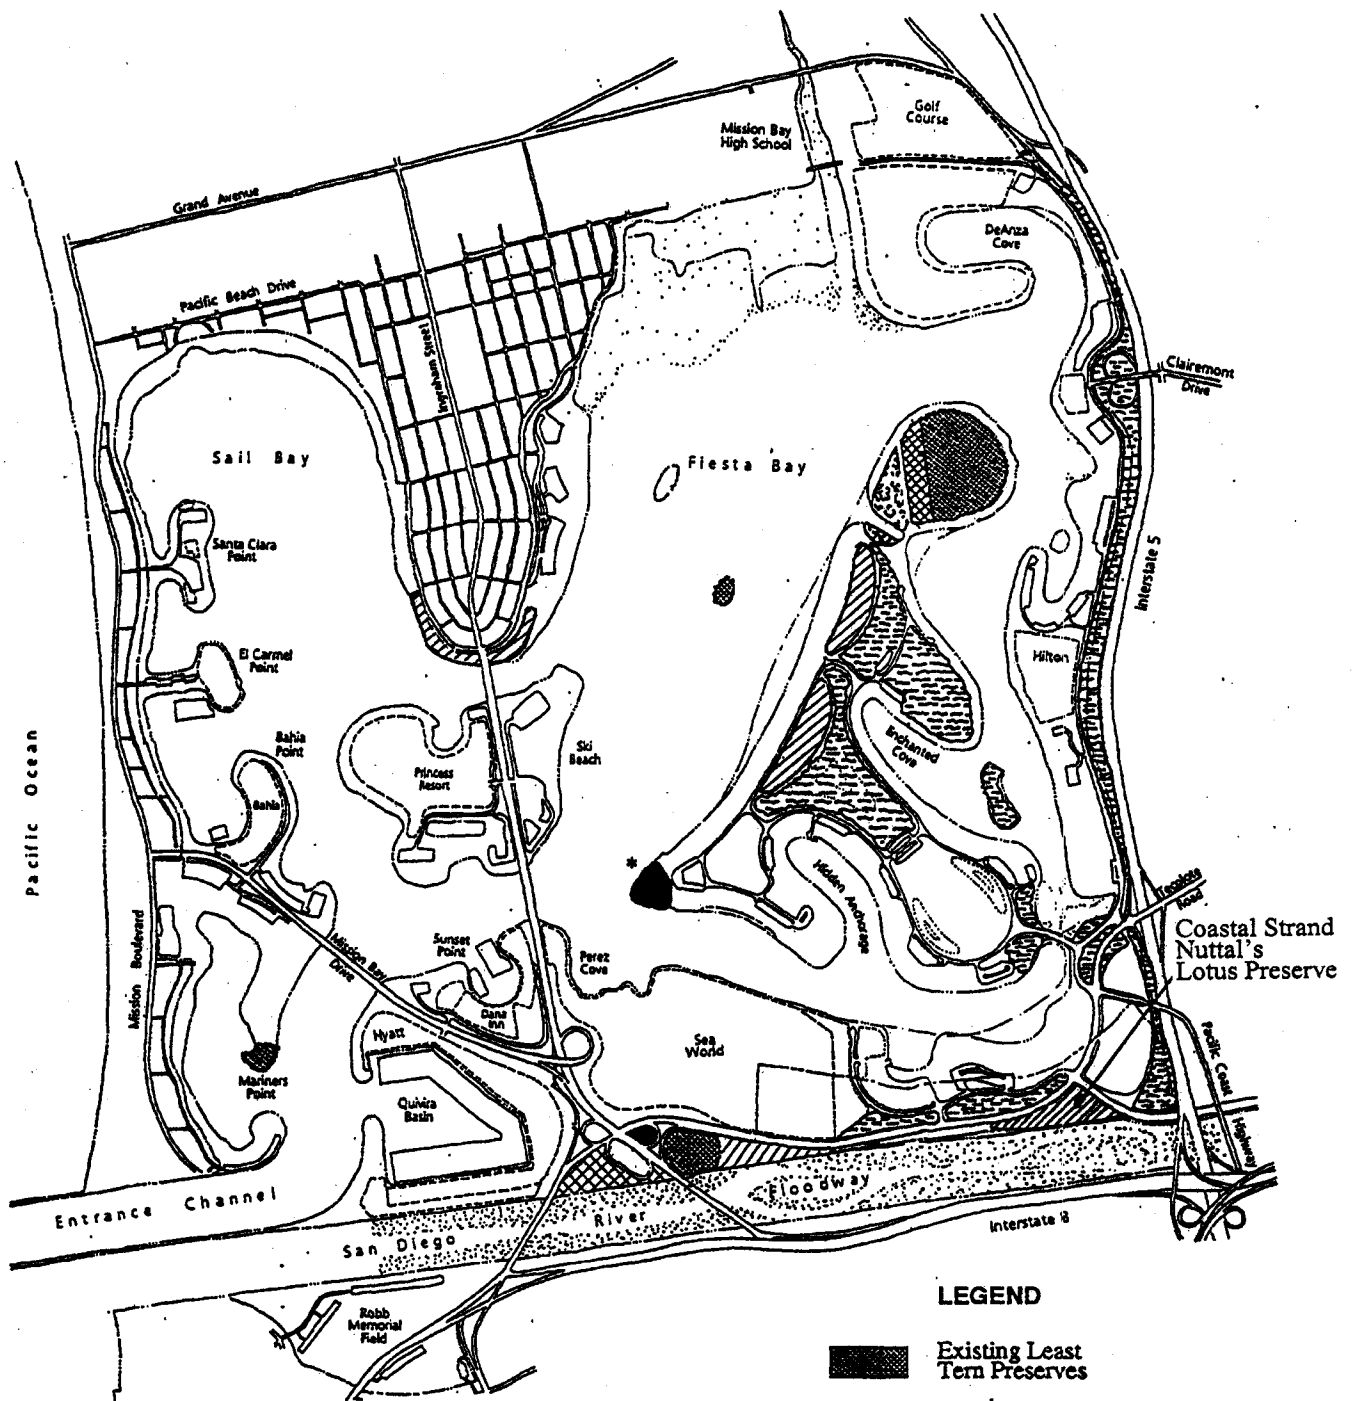 Golf
Course
Mission Bay
High School
Grand Avenue
DeAnza
Cove
Pacific Beach Drive
Ingraham Street
Clairemont
Drive
Sail Bay
Fiesta Bay
Santa Clara
Point
Interstate 5
El Carmel
Point
Hilton
Pacific Ocean
Bahia
Point
Bahia
Princess
Resort
Ski
Beach
Enchanted
Cove
*
Hidden
Anchorage
Tecolote
Road
Coastal Strand
Nuttal's
Lotus Preserve
Mission Boulevard
Mission Bay
Drive
Sunset
Point
Perez
Cove
Dana
Inn
Hyatt
Sea
World
Pacific Coast Highway
Mariners
Point
Quivira
Basin
Entrance Channel
San Diego River Floodway
Interstate 8
Robb
Memorial
Field
LEGEND
Existing Least
Tern Preserves